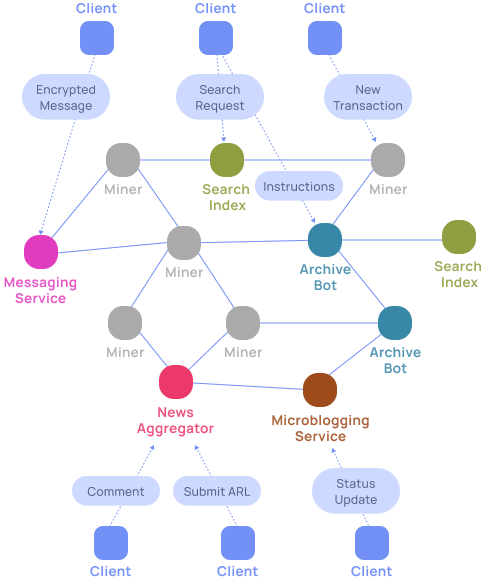 Client
Client
Client
Encrypted
Message
Search
Request
New
Transaction
Search
Index
Instructions
Miner
Miner
Messaging
Service
Miner
Archive
Bot
Search
Index
Miner
Miner
Archive
Bot
News
Aggregator
Microblogging
Service
Comment
Submit ARL
Status
Update
Client
Client
Client